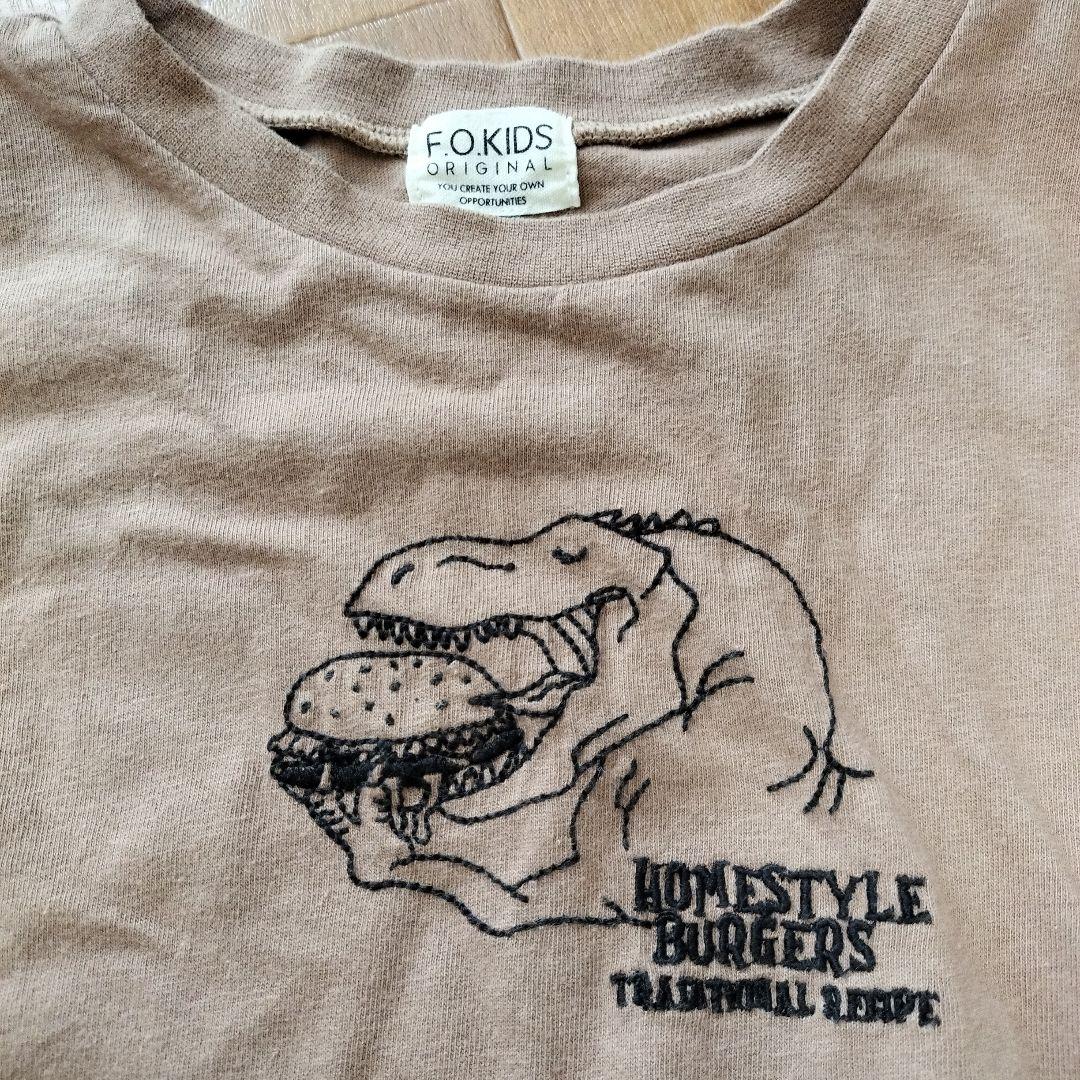 F.O.KIDS
ORIGINAL
YOU CREATE YOUR OWN
OPPORTUNITIES
HOMESTYLE
BURGERS
TRADITIONAL RECIPE